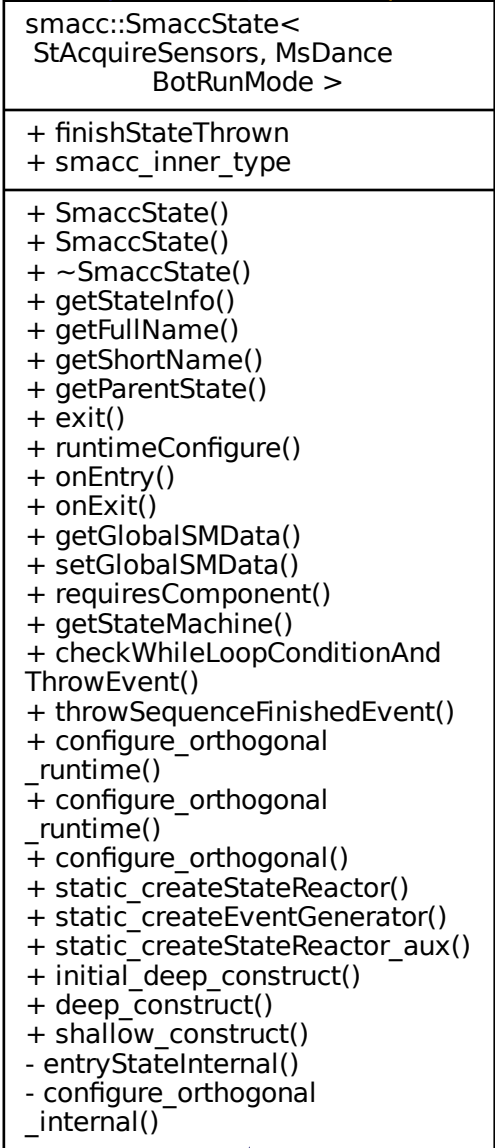 smacc::SmaccState<
StAcquireSensors, MsDance
BotRunMode >
+ finishStateThrown
+ smacc_inner_type
+ SmaccState()
+ SmaccState()
+ ~SmaccState()
+ getStateInfo()
+ getFullName()
+ getShortName()
+ getParentState()
+ exit()
+ runtimeConfigure()
+ onEntry()
+ onExit()
+ getGlobalSMData()
+ setGlobalSMData()
+ requiresComponent()
+ getStateMachine()
+ checkWhileLoopConditionAnd
ThrowEvent()
+ throwSequenceFinishedEvent()
+ configure_orthogonal
_runtime()
+ configure_orthogonal
_runtime()
+ configure_orthogonal()
+ static_createStateReactor()
+ static_createEventGenerator()
+ static_createStateReactor_aux()
+ initial_deep_construct()
+ deep_construct()
+ shallow_construct()
- entryStateInternal()
- configure_orthogonal
_internal()